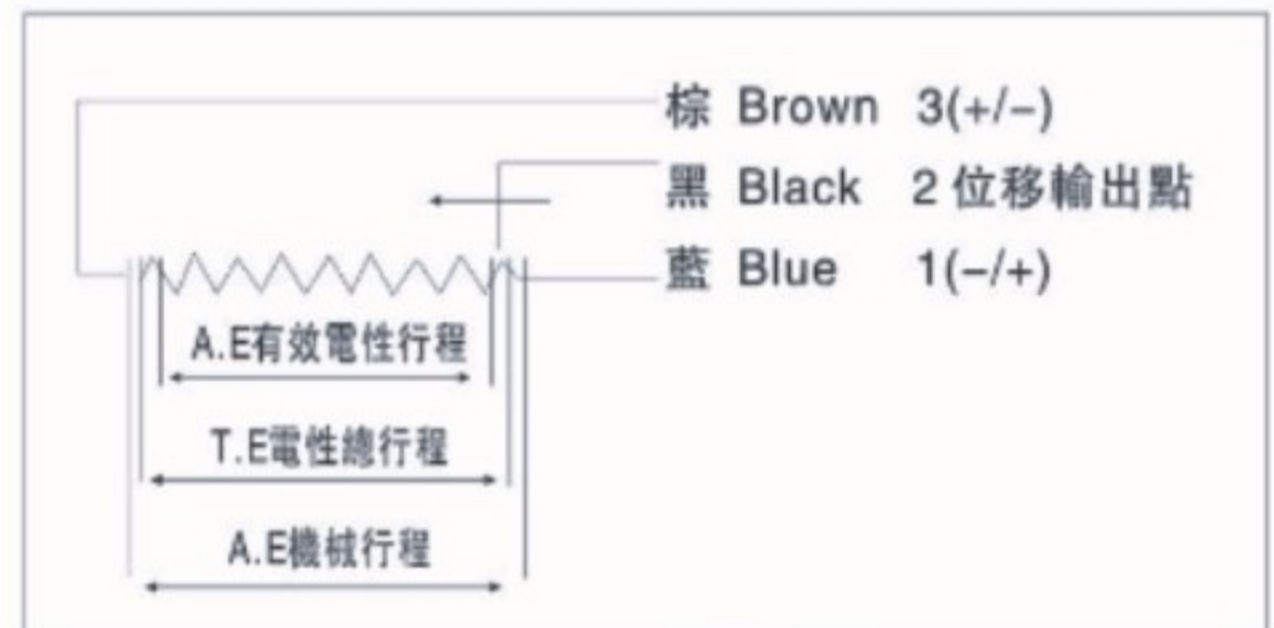 棕 Brown 3(+/−)
黑 Black 2 位移輸出點
藍 Blue 1(−/+)
A.E有效電性行程
T.E電性總行程
A.E機械行程